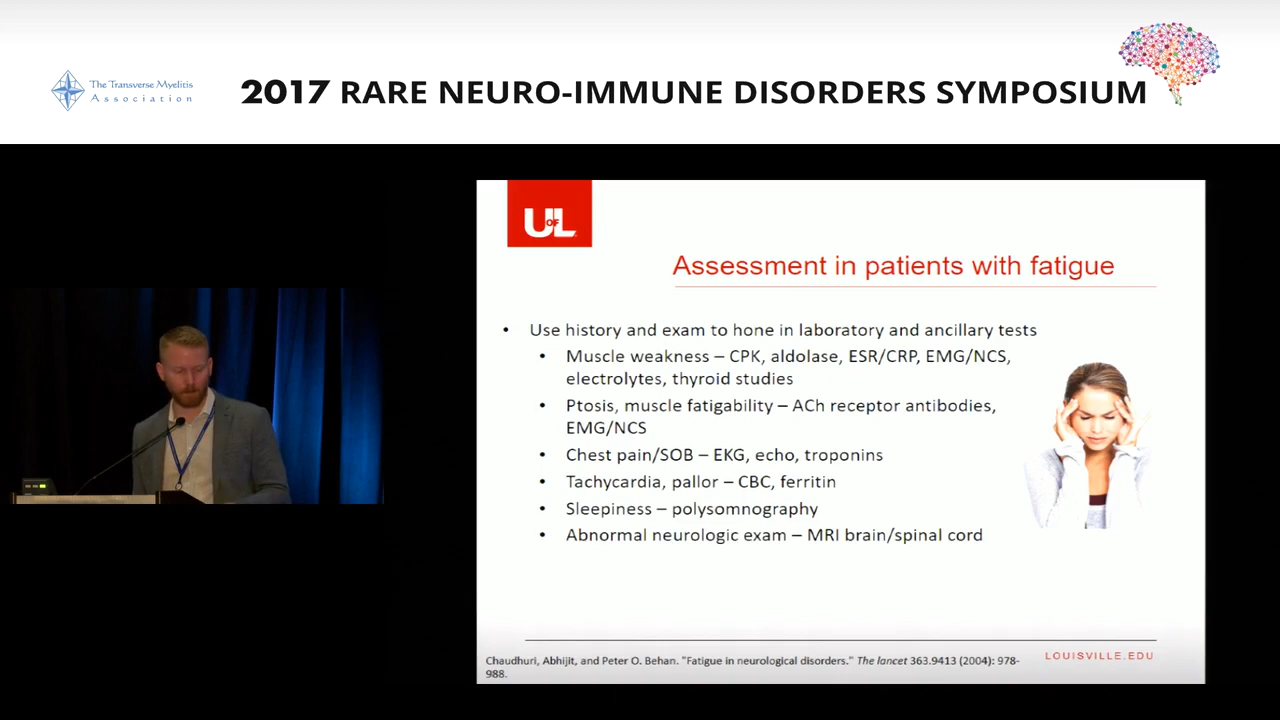 The Transverse Myelitis
Association
2017 RARE NEURO-IMMUNE DISORDERS SYMPOSIUM
UofL
Assessment in patients with fatigue
• Use history and exam to hone in laboratory and ancillary tests
• Muscle weakness – CPK, aldolase, ESR/CRP, EMG/NCS,
electrolytes, thyroid studies
• Ptosis, muscle fatigability – ACh receptor antibodies,
EMG/NCS
• Chest pain/SOB – EKG, echo, troponins
• Tachycardia, pallor – CBC, ferritin
• Sleepiness – polysomnography
• Abnormal neurologic exam – MRI brain/spinal cord
LOUISVILLE.EDU
Chaudhuri, Abhijit, and Peter O. Behan. "Fatigue in neurological disorders." The lancet 363.9413 (2004): 978-
988.